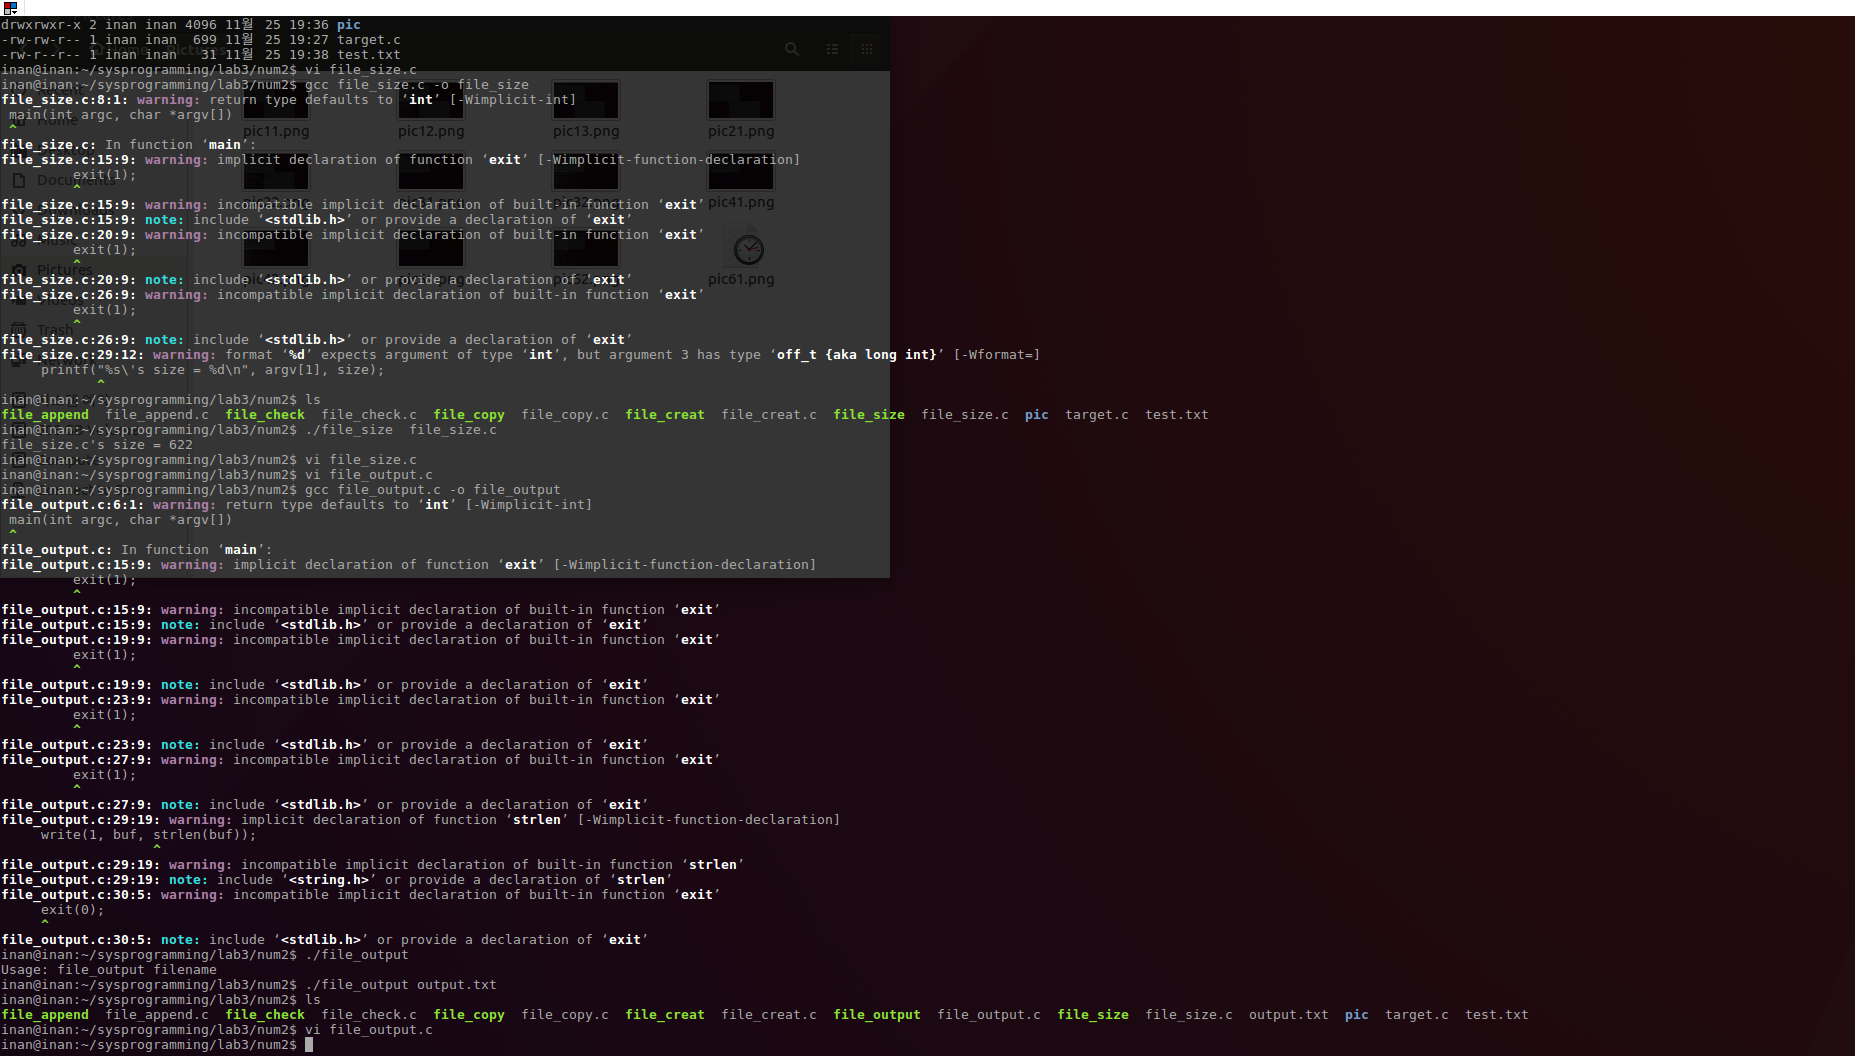 drwxrwxr-x 2 inan inan 4096 11월  25 19:36 pic
-rw-rw-r-- 1 inan inan  699 11월  25 19:27 target.c
-rw-r--r-- 1 inan inan   31 11월  25 19:38 test.txt
inan@inan:~/sysprogramming/lab3/num2$ vi file_size.c
inan@inan:~/sysprogramming/lab3/num2$ gcc file_size.c -o file_size
file_size.c:8:1: warning: return type defaults to ‘int’ [-Wimplicit-int]
 main(int argc, char *argv[])
 ^
file_size.c: In function ‘main’:
file_size.c:15:9: warning: implicit declaration of function ‘exit’ [-Wimplicit-function-declaration]
         exit(1);
         ^
file_size.c:15:9: warning: incompatible implicit declaration of built-in function ‘exit’
file_size.c:15:9: note: include ‘<stdlib.h>’ or provide a declaration of ‘exit’
file_size.c:20:9: warning: incompatible implicit declaration of built-in function ‘exit’
         exit(1);
         ^
file_size.c:20:9: note: include ‘<stdlib.h>’ or provide a declaration of ‘exit’
file_size.c:26:9: warning: incompatible implicit declaration of built-in function ‘exit’
         exit(1);
         ^
file_size.c:26:9: note: include ‘<stdlib.h>’ or provide a declaration of ‘exit’
file_size.c:29:12: warning: format ‘%d’ expects argument of type ‘int’, but argument 3 has type ‘off_t {aka long int}’ [-Wformat=]
     printf("%s\'s size = %d\n", argv[1], size);
            ^
inan@inan:~/sysprogramming/lab3/num2$ ls
file_append  file_append.c  file_check  file_check.c  file_copy  file_copy.c  file_creat  file_creat.c  file_size  file_size.c  pic  target.c  test.txt
inan@inan:~/sysprogramming/lab3/num2$ ./file_size  file_size.c
file_size.c's size = 622
inan@inan:~/sysprogramming/lab3/num2$ vi file_size.c
inan@inan:~/sysprogramming/lab3/num2$ vi file_output.c
inan@inan:~/sysprogramming/lab3/num2$ gcc file_output.c -o file_output
file_output.c:6:1: warning: return type defaults to ‘int’ [-Wimplicit-int]
 main(int argc, char *argv[])
 ^
file_output.c: In function ‘main’:
file_output.c:15:9: warning: implicit declaration of function ‘exit’ [-Wimplicit-function-declaration]
         exit(1);
         ^
file_output.c:15:9: warning: incompatible implicit declaration of built-in function ‘exit’
file_output.c:15:9: note: include ‘<stdlib.h>’ or provide a declaration of ‘exit’
file_output.c:19:9: warning: incompatible implicit declaration of built-in function ‘exit’
         exit(1);
         ^
file_output.c:19:9: note: include ‘<stdlib.h>’ or provide a declaration of ‘exit’
file_output.c:23:9: warning: incompatible implicit declaration of built-in function ‘exit’
         exit(1);
         ^
file_output.c:23:9: note: include ‘<stdlib.h>’ or provide a declaration of ‘exit’
file_output.c:27:9: warning: incompatible implicit declaration of built-in function ‘exit’
         exit(1);
         ^
file_output.c:27:9: note: include ‘<stdlib.h>’ or provide a declaration of ‘exit’
file_output.c:29:19: warning: implicit declaration of function ‘strlen’ [-Wimplicit-function-declaration]
     write(1, buf, strlen(buf));
                   ^
file_output.c:29:19: warning: incompatible implicit declaration of built-in function ‘strlen’
file_output.c:29:19: note: include ‘<string.h>’ or provide a declaration of ‘strlen’
file_output.c:30:5: warning: incompatible implicit declaration of built-in function ‘exit’
     exit(0);
     ^
file_output.c:30:5: note: include ‘<stdlib.h>’ or provide a declaration of ‘exit’
inan@inan:~/sysprogramming/lab3/num2$ ./file_output
Usage: file_output filename
inan@inan:~/sysprogramming/lab3/num2$ ./file_output output.txt
inan@inan:~/sysprogramming/lab3/num2$ ls
file_append  file_append.c  file_check  file_check.c  file_copy  file_copy.c  file_creat  file_creat.c  file_output  file_output.c  file_size  file_size.c  output.txt  pic  target.c  test.txt
inan@inan:~/sysprogramming/lab3/num2$ vi file_output.c
inan@inan:~/sysprogramming/lab3/num2$
Home
Documents
Pictures
Trash
pic11.png pic12.png pic13.png pic21.png
pic41.png
pic61.png